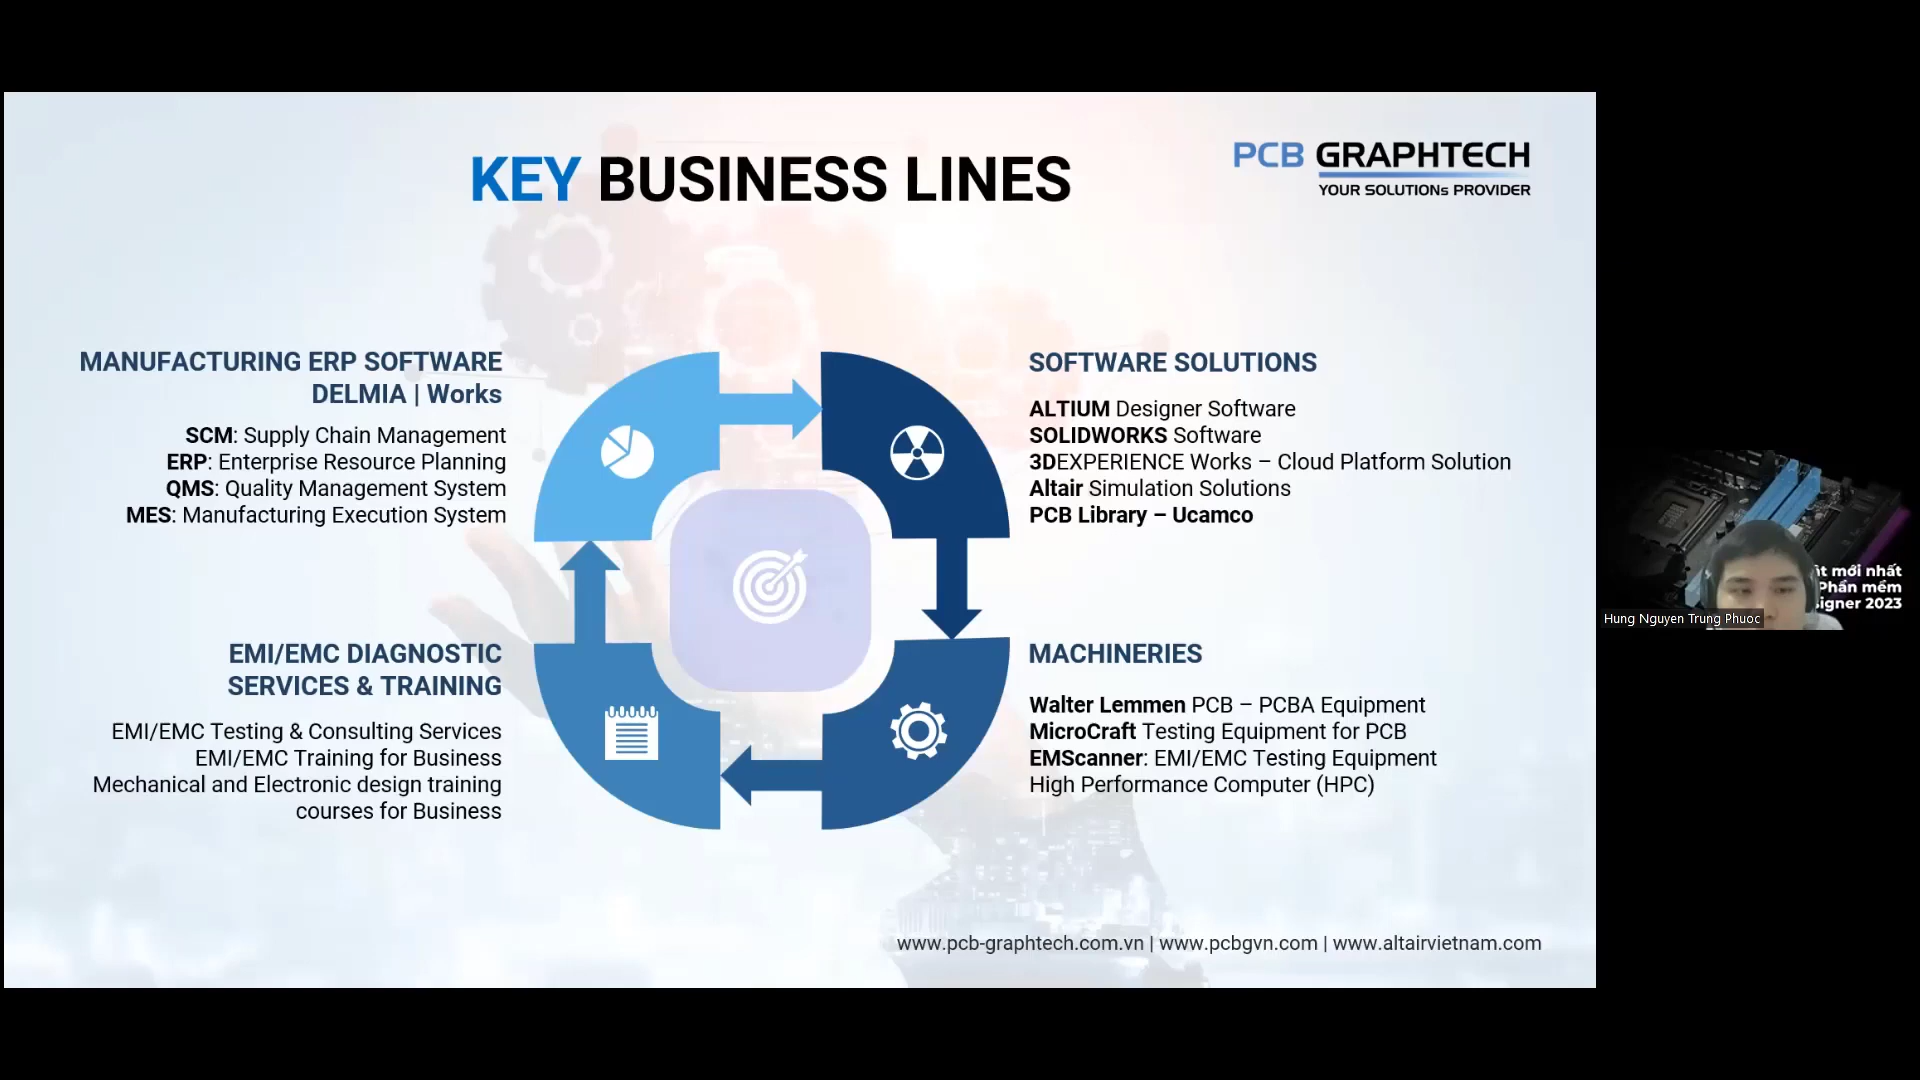 KEY BUSINESS LINES
PCB GRAPHTECH
YOUR SOLUTIONs PROVIDER
MANUFACTURING ERP SOFTWARE
DELMIA | Works
SCM: Supply Chain Management
ERP: Enterprise Resource Planning
QMS: Quality Management System
MES: Manufacturing Execution System
SOFTWARE SOLUTIONS
ALTIUM Designer Software
SOLIDWORKS Software
3DEXPERIENCE Works – Cloud Platform Solution
Altair Simulation Solutions
PCB Library – Ucamco
EMI/EMC DIAGNOSTIC
SERVICES & TRAINING
EMI/EMC Testing & Consulting Services
EMI/EMC Training for Business
Mechanical and Electronic design training
courses for Business
MACHINERIES
Walter Lemmen PCB – PCBA Equipment
MicroCraft Testing Equipment for PCB
EMScanner: EMI/EMC Testing Equipment
High Performance Computer (HPC)
www.pcb-graphtech.com.vn | www.pcbgvn.com | www.altairvietnam.com
mới nhất
Phần mềm
2023
Hung Nguyen Trung Phuoc